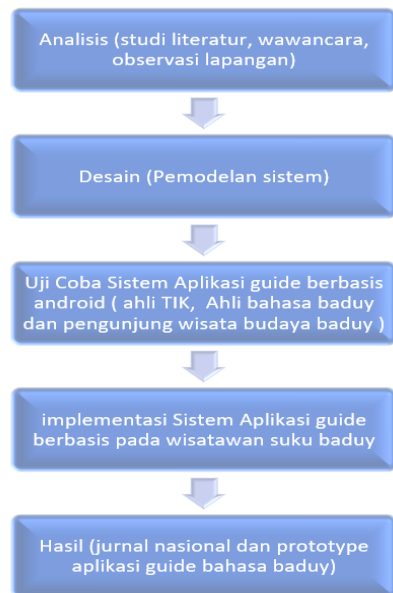 Analisis (studi literatur, wawancara,
observasi lapangan)
Desain (Pemodelan sistem)
Uji Coba Sistem Aplikasi guide berbasis
android ( ahli TIK,  Ahli bahasa baduy
dan pengunjung wisata budaya baduy )
implementasi Sistem Aplikasi guide
berbasis pada wisatawan suku baduy
Hasil (jurnal nasional dan prototype
aplikasi guide bahasa baduy)